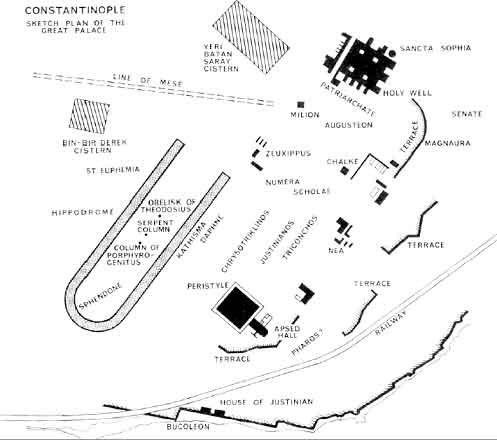 CONSTANTINOPLE
SKETCH PLAN OF THE
GREAT PALACE
YERI
BATAN
SARAY
CISTERN
SANCTA SOPHIA
LINE OF MESE
PATRIARCHATE
HOLY WELL
MILION
AUGUSTEON
SENATE
TERRACE
MAGNAURA
BIN-BIR DEREK
CISTERN
ZEUXIPPUS
CHALKE
ST EUPHEMIA
NUMERA
SCHOLAE
HIPPODROME
OBELISK OF
THEODOSIUS
SERPENT
COLUMN
COLUMN OF
PORPHYRO-
GENITUS
KATHISMA
DAPHNE
CHRYSOTRIKLINOS
JUSTINIANOS
TRICONCHOS
NEA
TERRACE
SPHENDONE
PERISTYLE
TERRACE
APSED
HALL
PHAROS?
RAILWAY
TERRACE
HOUSE OF JUSTINIAN
BUCOLEON